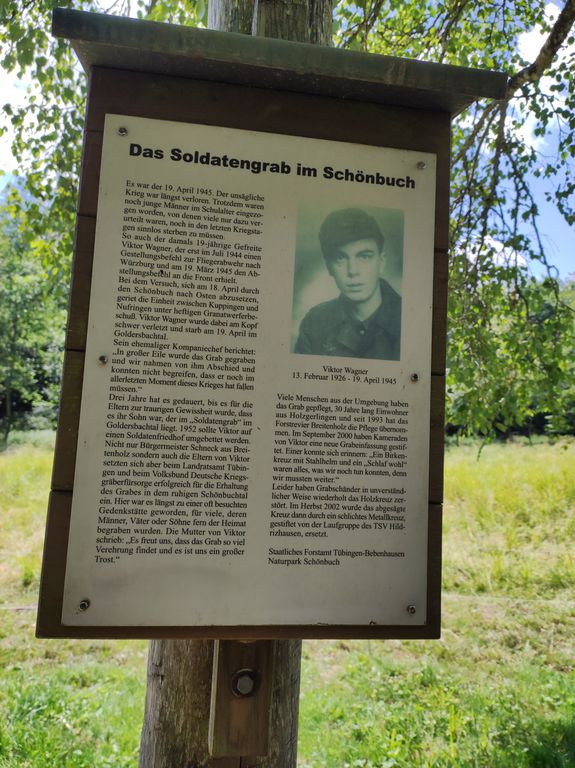 Das Soldatengrab im Schönbuch
Es war der 19. April 1945. Der unsägliche
Krieg war längst verloren. Trotzdem waren
noch junge Männer im Schulalter eingezo-
gen worden, von denen viele nur dazu ver-
urteilt waren, noch in den letzten Kriegsta-
gen sinnlos sterben zu müssen.
So auch der damals 19-jährige Gefreite
Viktor Wagner, der erst im Juli 1944 einen
Gestellungsbefehl zur Fliegerabwehr nach
Würzburg und am 19. März 1945 den Ab-
stellungsbefehl an die Front erhielt.
Bei dem Versuch, sich am 18. April durch
den Schönbuch nach Osten abzusetzen,
geriet die Einheit zwischen Kuppingen und
Nufringen unter heftigen Granatwerferbe-
schuß. Viktor Wagner wurde dabei am Kopf
schwer verletzt und starb am 19. April im
Goldersbachtal.
Sein ehemaliger Kompaniechef berichtet:
„In großer Eile wurde das Grab gegraben
und wir nahmen von ihm Abschied und
konnten nicht begreifen, dass er noch im
allerletzten Moment dieses Krieges hat fallen
müssen.“
Drei Jahre hat es gedauert, bis es für die
Eltern zur traurigen Gewissheit wurde, dass
es ihr Sohn war, der im „Soldatengrab“ im
Goldersbachtal liegt. 1952 sollte Viktor auf
einen Soldatenfriedhof umgebettet werden.
Nicht nur Bürgermeister Schmeck aus Brei-
tenholz sondern auch die Eltern von Viktor
setzten sich aber beim Landratsamt Tübin-
gen und beim Volksbund Deutsche Kriegs-
gräberfürsorge erfolgreich für die Erhaltung
des Grabes in dem ruhigen Schönbuchtal
ein. Hier war es längst zu einer oft besuchten
Gedenkstätte geworden, für viele, deren
Männer, Väter oder Söhne fern der Heimat
begraben wurden. Die Mutter von Viktor
schrieb: „Es freut uns, dass das Grab so viel
Verehrung findet und es ist uns ein großer
Trost.“
Viktor Wagner
13. Februar 1926 - 19. April 1945
Viele Menschen aus der Umgebung haben
das Grab gepflegt, 30 Jahre lang Einwohner
aus Holzgerlingen und seit 1993 hat das
Forstrevier Breitenholz die Pflege übernom-
men. Im September 2000 haben Kameraden
von Viktor eine neue Grabeinfassung gestif-
tet. Einer konnte sich erinnern: „Ein Birken-
kreuz mit Stahlhelm und ein „Schlaf wohl“
waren alles, was wir noch tun konnten, denn
wir mussten weiter.“
Leider haben Grabschänder in unverständ-
licher Weise wiederholt das Holzkreuz zer-
stört. Im Herbst 2002 wurde das abgesägte
Kreuz dann durch ein schlichtes Metallkreuz,
gestiftet von der Laufgruppe des TSV Hild-
rizhausen, ersetzt.
Staatliches Forstamt Tübingen-Bebenhausen
Naturpark Schönbuch